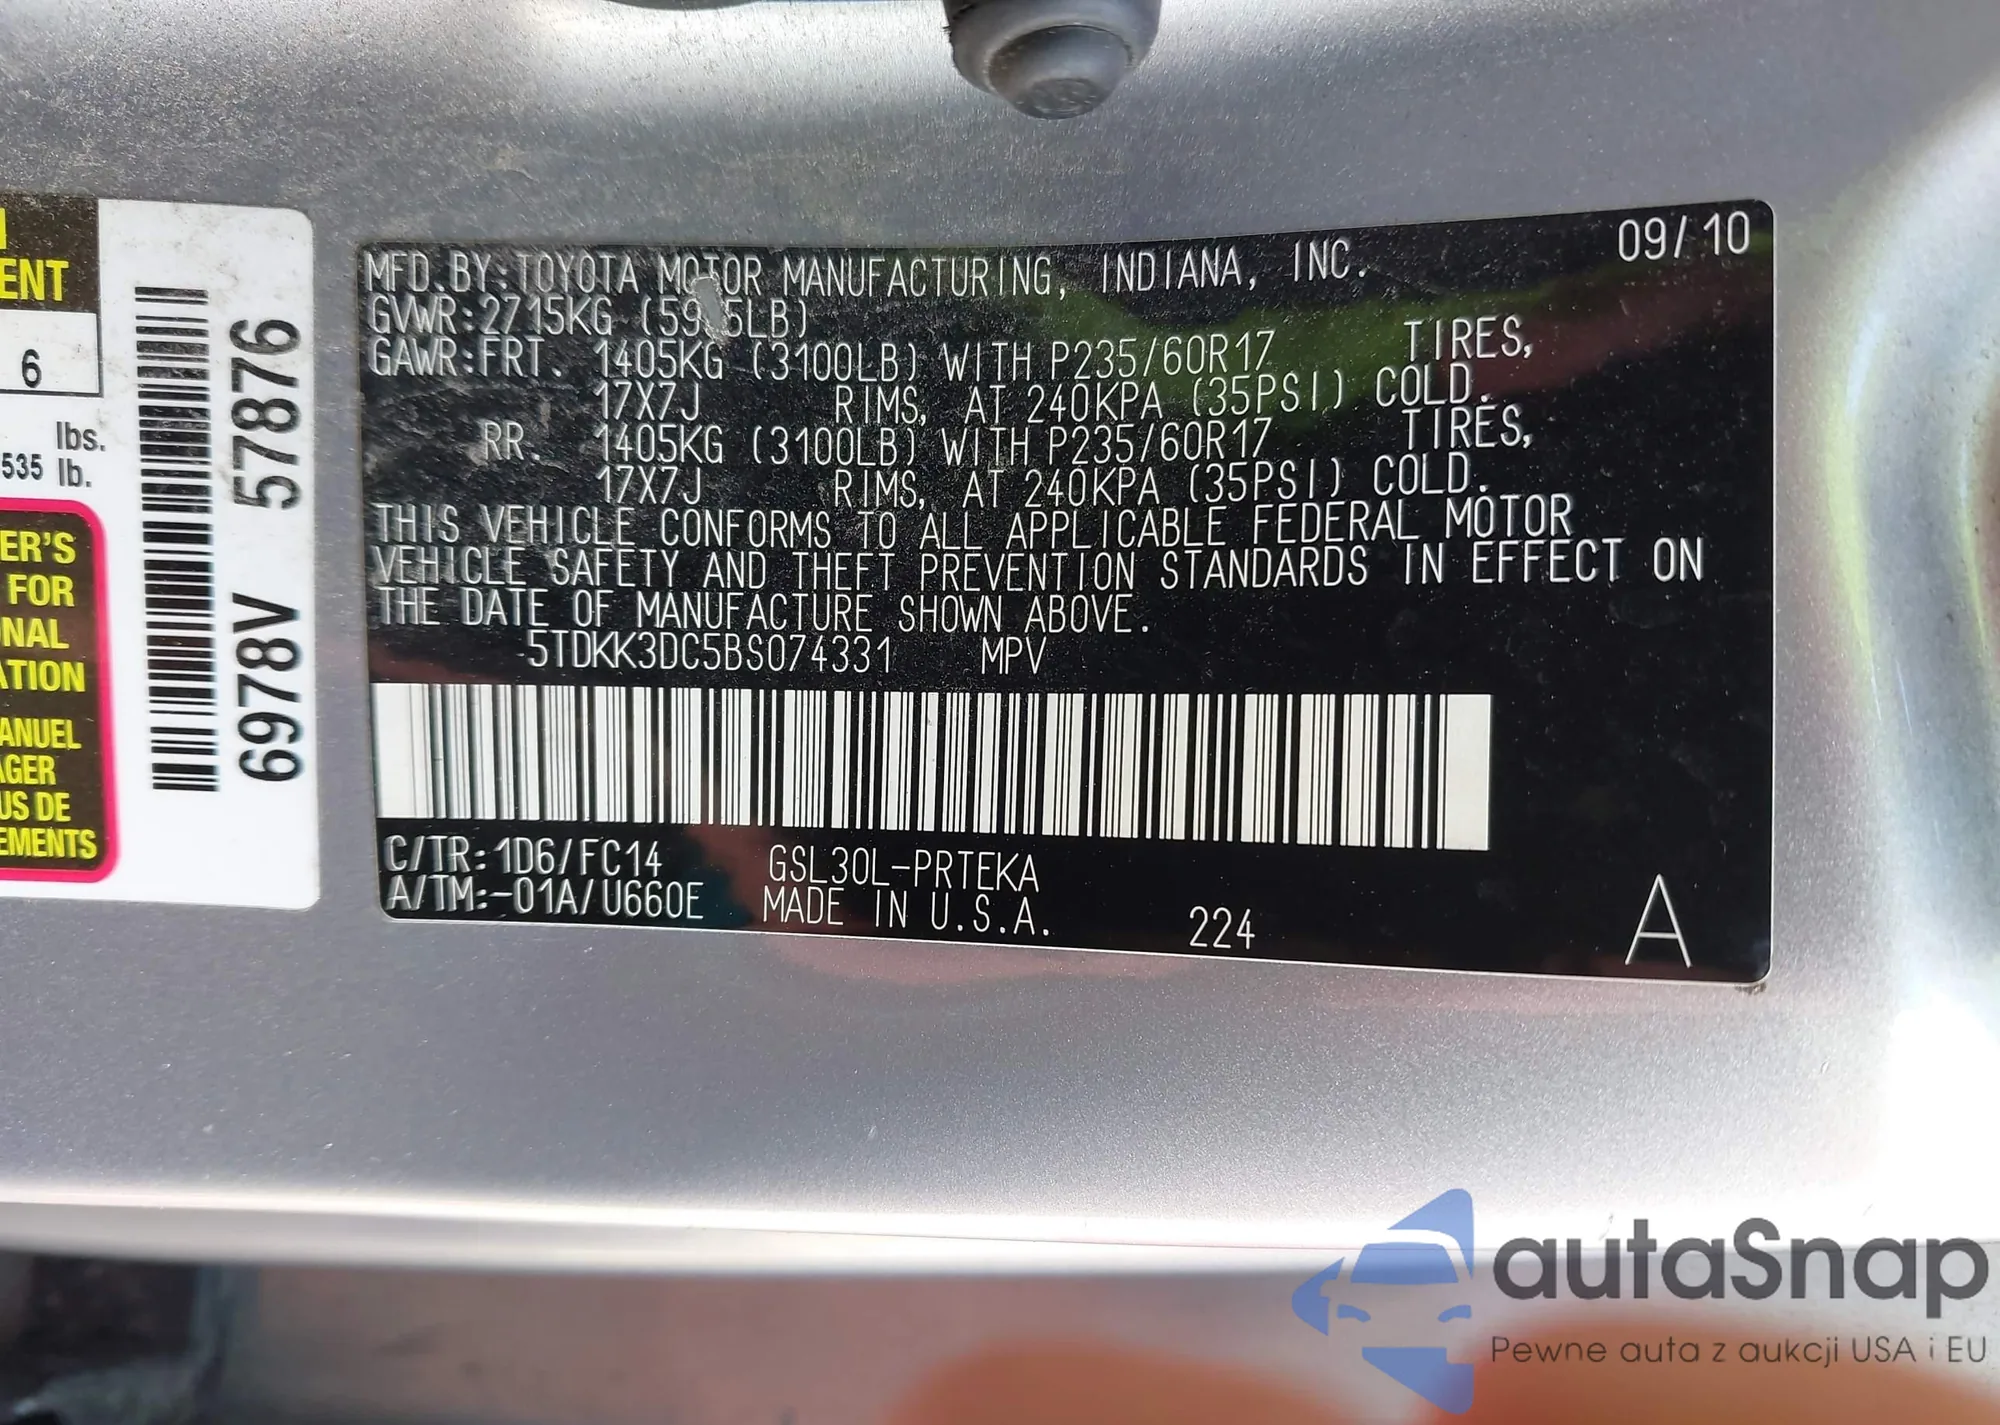 ENT
6
lbs.
535 lb.
ER'S
FOR
ONAL
ATION
ANUEL
AGER
US DE
EMENTS
6978V 57876
09/10
MFD.BY:TOYOTA MOTOR MANUFACTURING, INDIANA, INC.
GVWR:2715KG
GAWR:FRT. 1405KG (3100LB) WITH P235/60R17 TIRES,
17X7J RIMS, AT 240KPA (35PSI) COLD.
RR. 1405KG (3100LB) WITH P235/60R17 TIRES,
17X7J RIMS, AT 240KPA (35PSI) COLD.
THIS VEHICLE CONFORMS TO ALL APPLICABLE FEDERAL MOTOR
VEHICLE SAFETY AND THEFT PREVENTION STANDARDS IN EFFECT ON
THE DATE OF MANUFACTURE SHOWN ABOVE.
5TDKK3DC5BS074331 MPV
C/TR:1D6/FC14 GSL30L-PRTEKA
A/TM:-01A/U660E MADE IN U.S.A.
224
A
autaSnap
Pewne auta z aukcji USA i EU